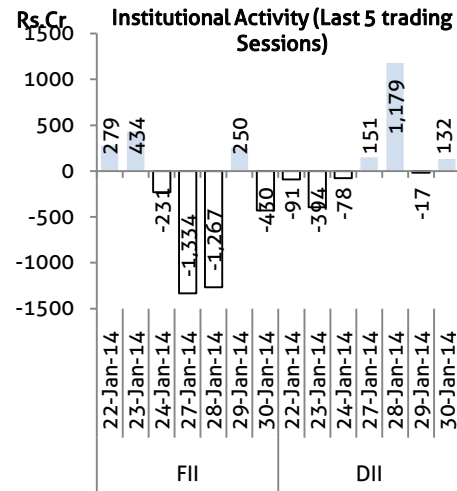 Rs.Cr
Institutional Activity (Last 5 trading
Sessions)
1500
1000
500
0
-500
-1000
-1500
279
434
-231
-1,334
-1,267
250
-430
-91
-394
-78
151
1,179
-17
132
22-Jan-14
23-Jan-14
24-Jan-14
27-Jan-14
28-Jan-14
29-Jan-14
30-Jan-14
22-Jan-14
23-Jan-14
24-Jan-14
27-Jan-14
28-Jan-14
29-Jan-14
30-Jan-14
FII
DII